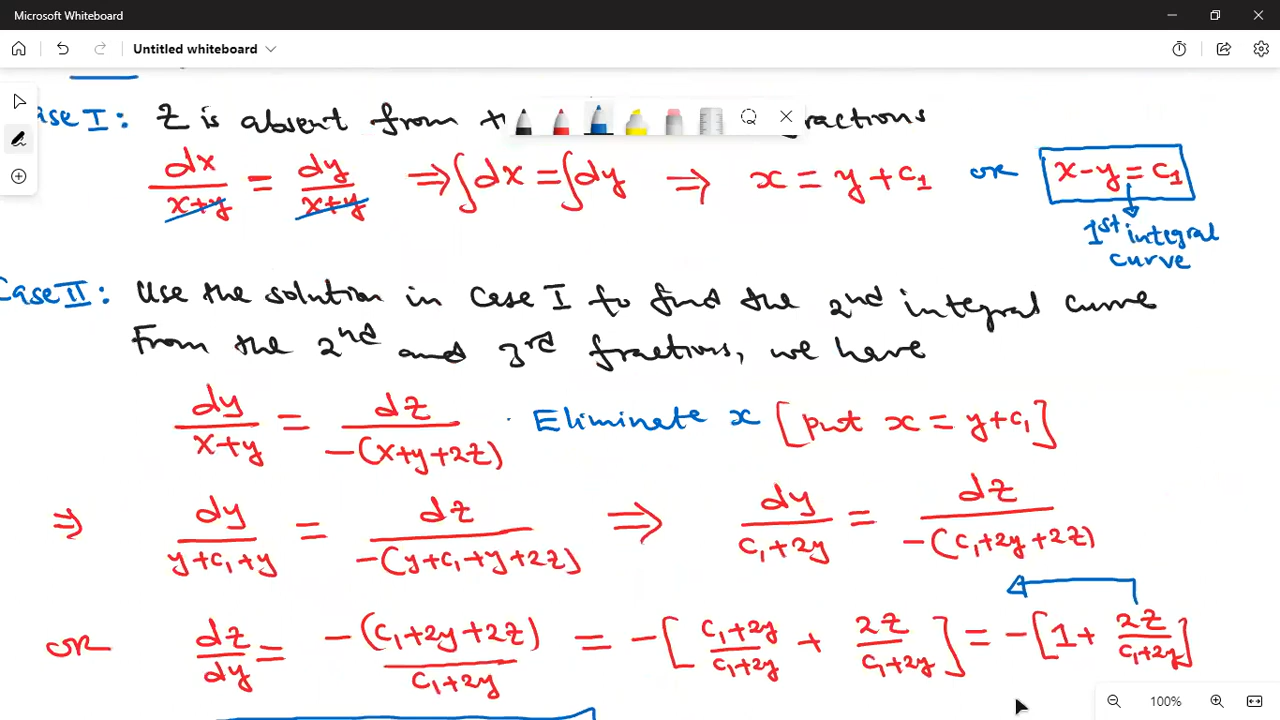 Microsoft Whiteboard
Untitled whiteboard
ase I: z is absent from ractions
dx/(x+y) = dy/(x+y) ⇒ ∫dx = ∫dy ⇒ x = y + c₁ or x - y = c₁
1st integral
curve
Case II: Use the solution in case I to find the 2nd integral curve
From the 2nd and 3rd fractions, we have
dy/(x+y) = dz/-(x+y+2z) . Eliminate x [put x = y+c₁]
⇒ dy/(y+c₁+y) = dz/-(y+c₁+y+2z) ⇒ dy/(c₁+2y) = dz/-(c₁+2y+2z)
or dz/dy = -(c₁+2y+2z)/(c₁+2y) = -[(c₁+2y)/(c₁+2y) + 2z/(c₁+2y)] = -[1 + 2z/(c₁+2y)]
100%